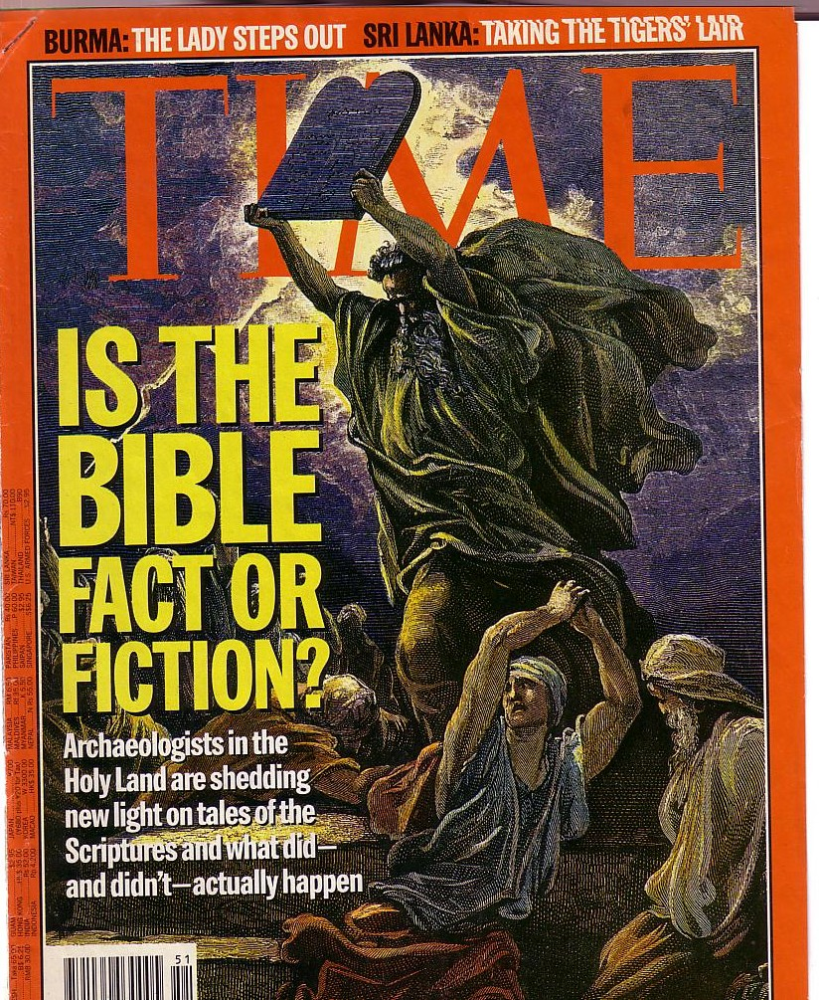 BURMA: THE LADY STEPS OUT SRI LANKA: TAKING THE TIGERS' LAIR
TIME
IS THE
BIBLE
FACT OR
FICTION?
Archaeologists in the
Holy Land are shedding
new light on tales of the
Scriptures and what did—
and didn't—actually happen
51